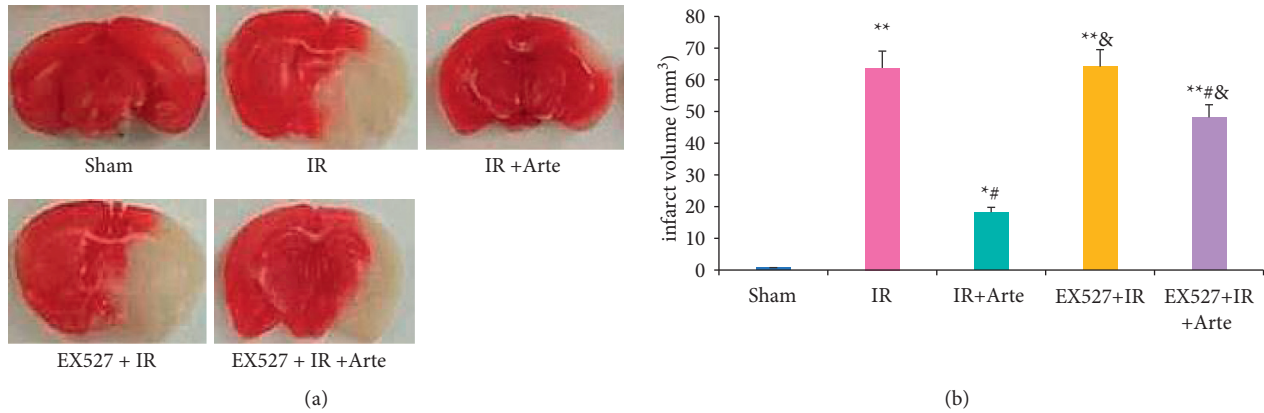 Sham
IR
IR +Arte
EX527 + IR
EX527 + IR +Arte
(a)
infarct volume (mm³)
80
70
60
50
40
30
20
10
0
**
*#
**&
**#&
Sham
IR
IR+Arte
EX527+IR
EX527+IR
+Arte
(b)